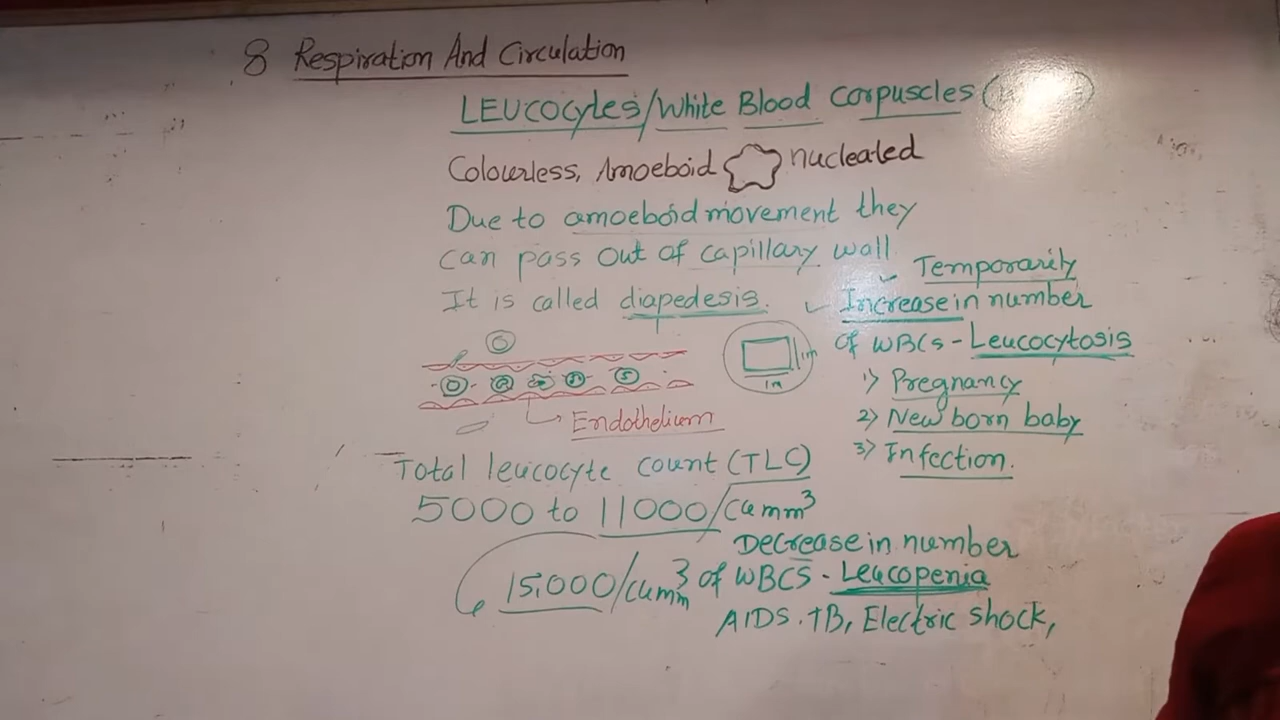 8 Respiration And Circulation
LEUCOCYTES/White Blood Corpuscles
Colourless, Amoeboid nucleated
Due to amoeboid movement they
can pass out of capillary wall
It is called diapedesis.
Temporarily
Increase in number
of WBCs - Leucocytosis
1) Pregnancy
2) New born baby
3) Infection.
1m
1m
Endothelium
Total leucocyte count (TLC)
5000 to 11000/Cumm3
15,000/Cumm3
Decrease in number
of WBCS - Leucopenia
AIDS. TB, Electric shock,